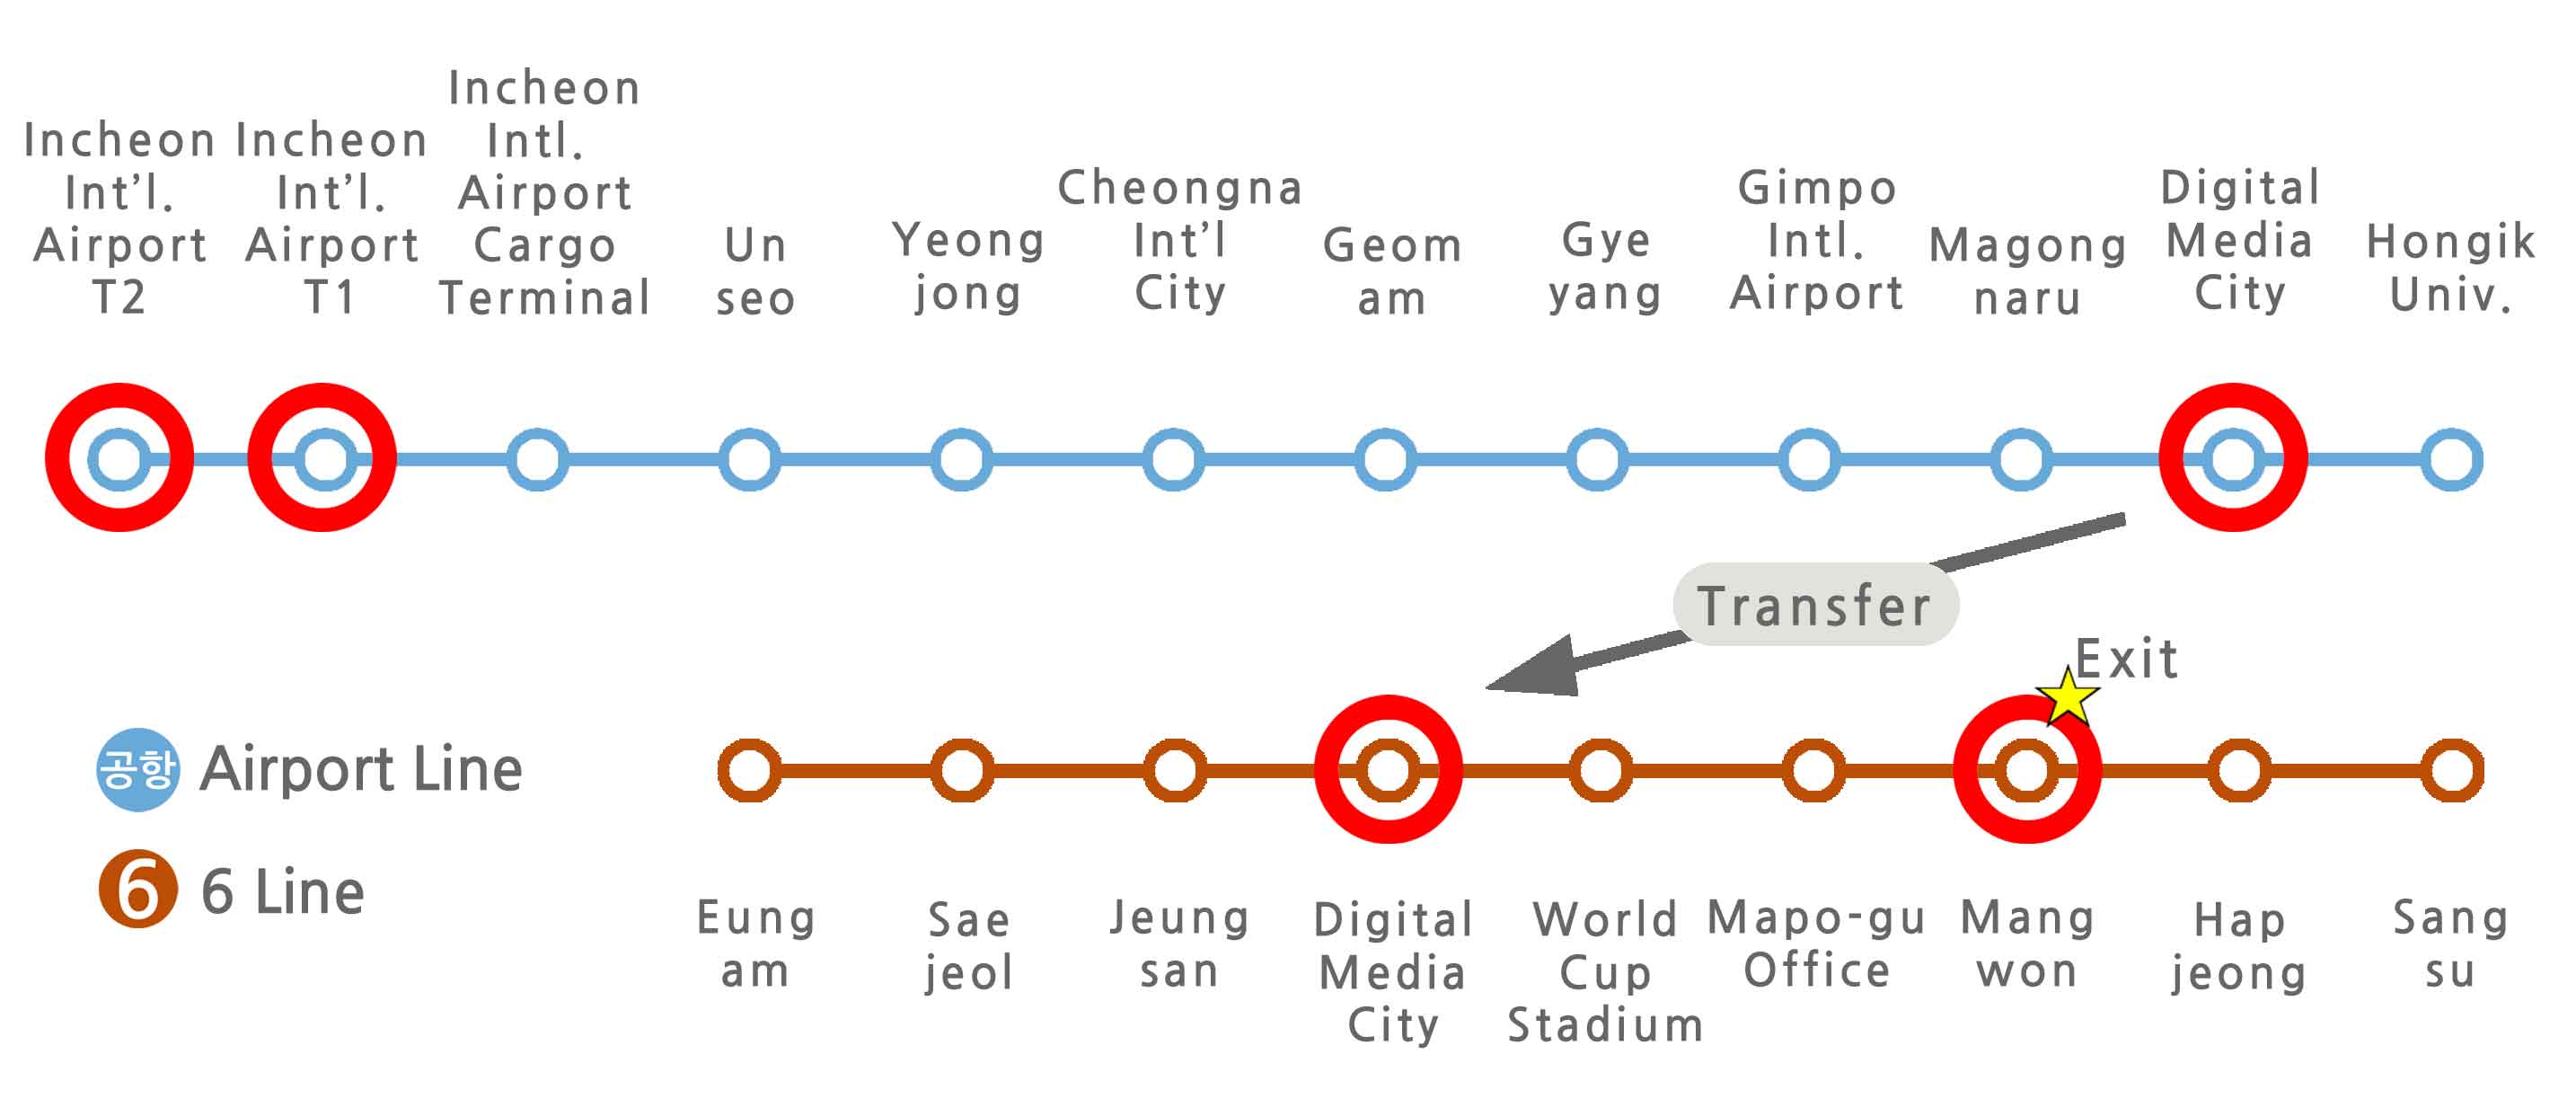 Incheon
Int'l.
Airport
T2
Incheon
Int'l.
Airport
T1
Incheon
Intl.
Airport
Cargo
Terminal
Un
seo
Yeong
jong
Cheongna
Int'l
City
Geom
am
Gye
yang
Gimpo
Intl.
Airport
Magong
naru
Digital
Media
City
Hongik
Univ.
Transfer
Exit
공항 Airport Line
6 6 Line
Eung
am
Sae
jeol
Jeung
san
Digital
Media
City
World
Cup
Stadium
Mapo-gu
Office
Mang
won
Hap
jeong
Sang
su